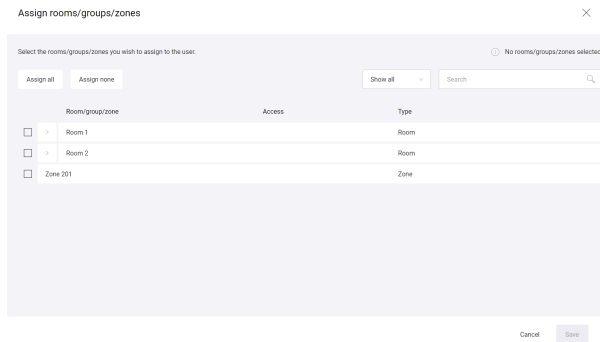 Assign rooms/groups/zones
Select the rooms/groups/zones you wish to assign to the user.
No rooms/groups/zones selected
Assign all
Assign none
Show all
Search
Room/group/zone Access Type
Room 1 Room
Room 2 Room
Zone 201 Zone
Cancel
Save